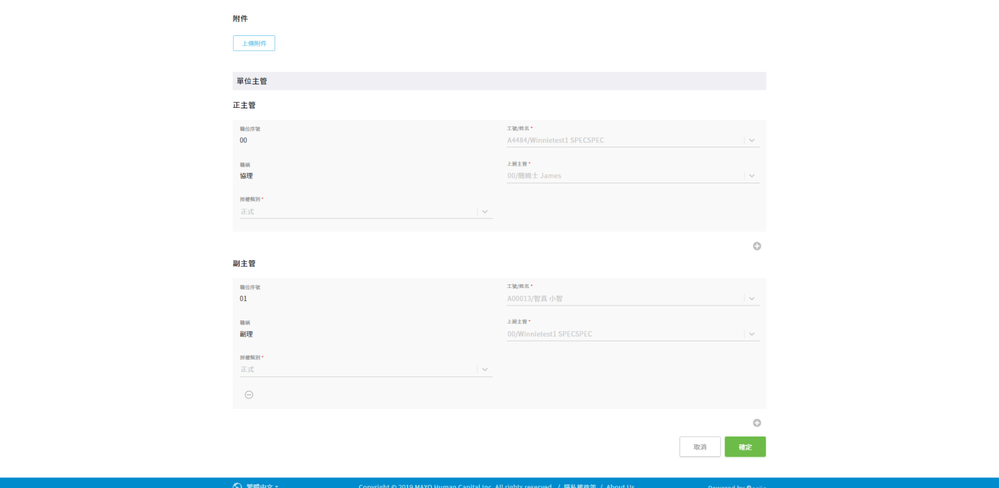 附件
上傳附件
單位主管
正主管
職位序號
00
工號/姓名 *
A4484/Winnietest1 SPECSPEC
職稱
協理
上層主管 *
00/簡姆士 James
授權類別 *
正式
副主管
職位序號
01
工號/姓名 *
A00013/智真 小智
職稱
副理
上層主管 *
00/Winnietest1 SPECSPEC
授權類別 *
正式
取消
確定
繁體中文
Copyright © 2019 MAYO Human Capital Inc. All rights reserved. / 隱私權政策 / About Us
Powered by